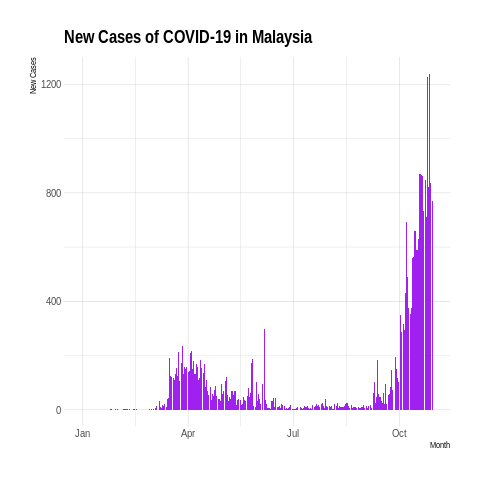 New Cases of COVID-19 in Malaysia
New Cases
1200
800
400
0
Jan Apr Jul Oct
Month